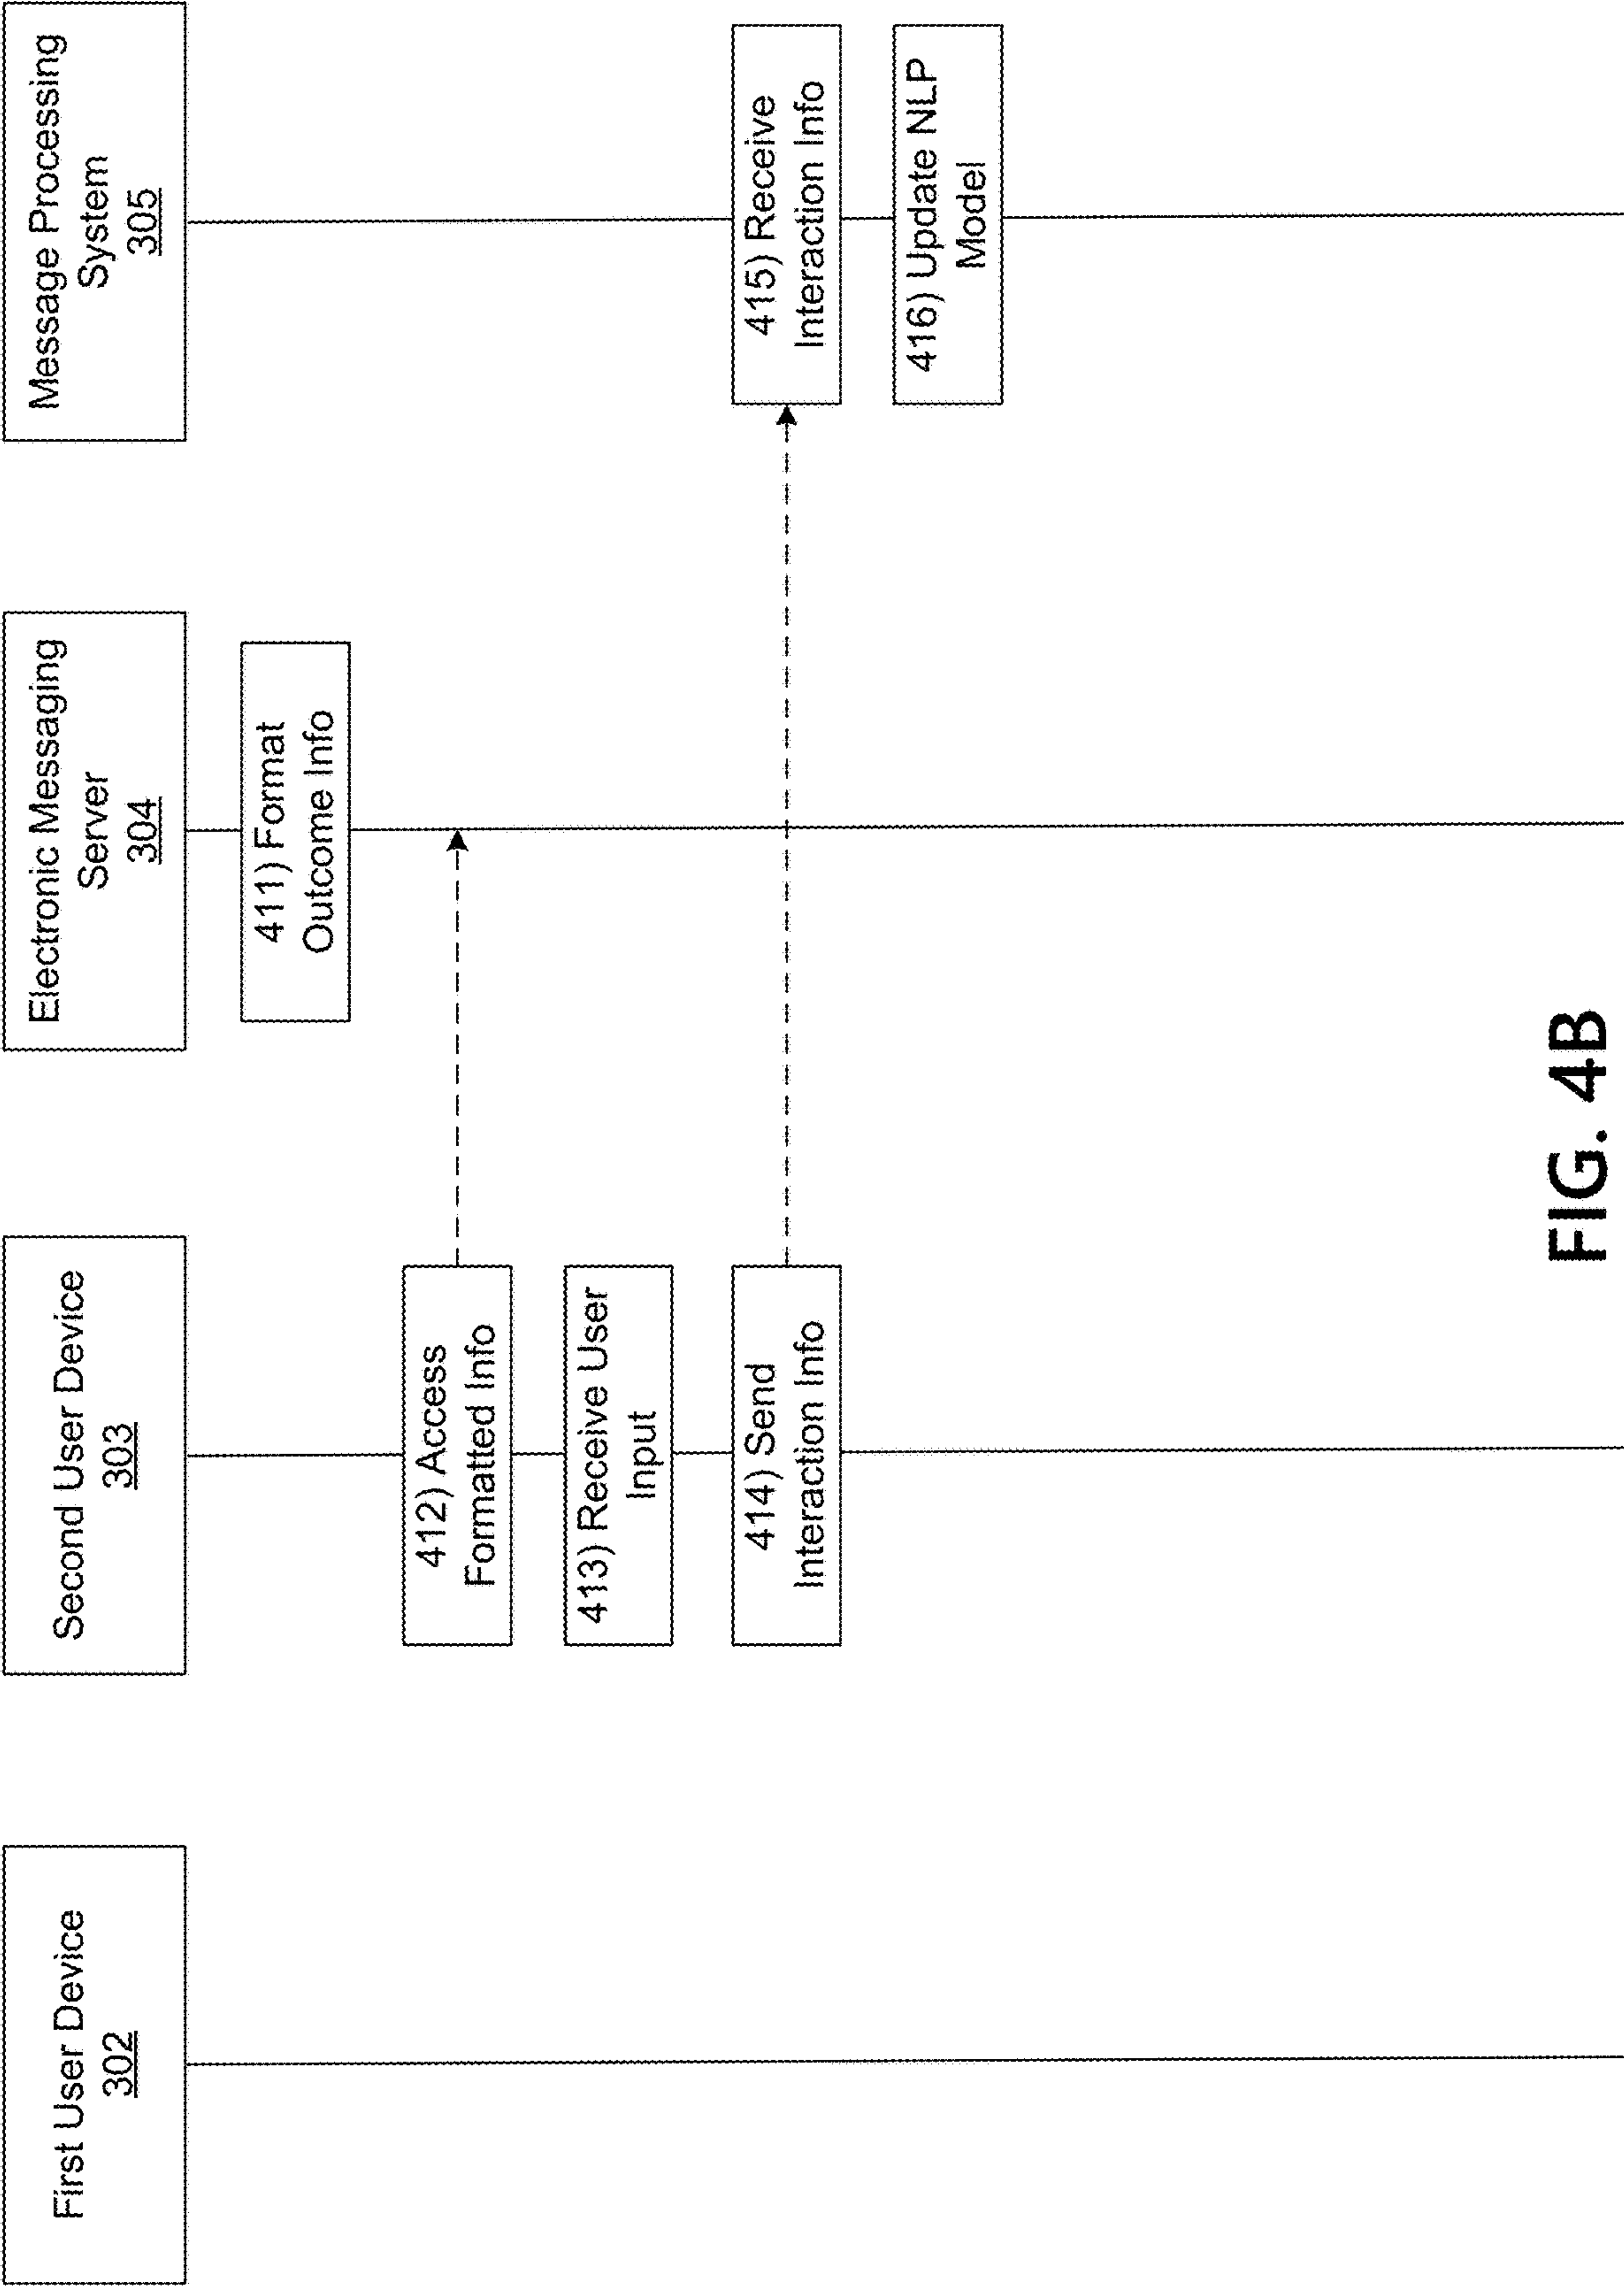 First User Device
302
Second User Device
303
Electronic Messaging
Server
304
Message Processing
System
305
411) Format
Outcome Info
412) Access
Formatted Info
413) Receive User
Input
414) Send
Interaction Info
415) Receive
Interaction Info
416) Update NLP
Model
FIG. 4B